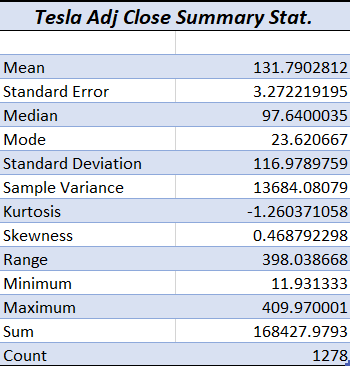 Tesla Adj Close Summary Stat.
Mean 131.7902812
Standard Error 3.272219195
Median 97.6400035
Mode 23.620667
Standard Deviation 116.9789759
Sample Variance 13684.08079
Kurtosis -1.260371058
Skewness 0.468792298
Range 398.038668
Minimum 11.931333
Maximum 409.970001
Sum 168427.9793
Count 1278